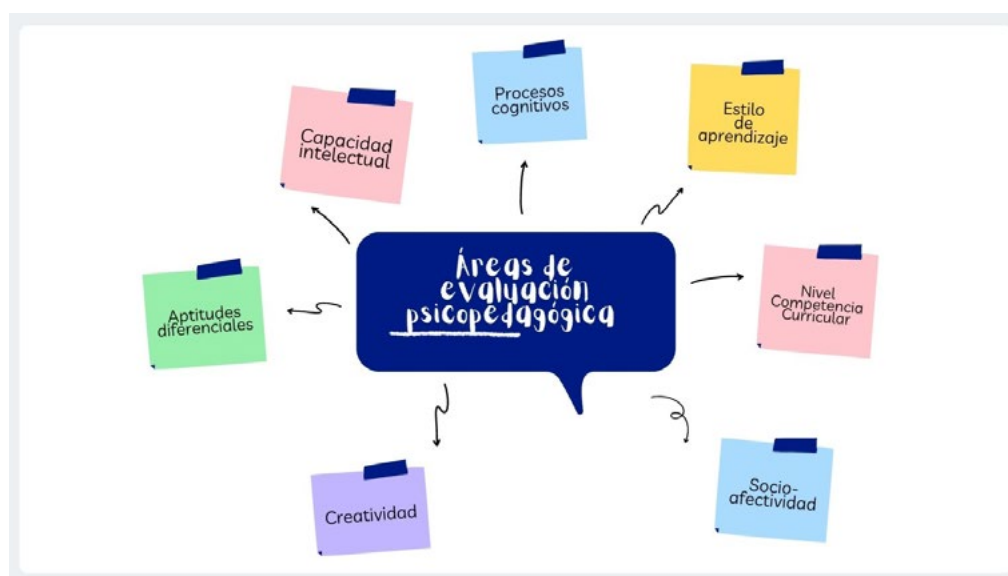 Procesos
cognitivos
Estilo
de
aprendizaje
Capacidad
intelectual
Áreas de
evaluación
psicopedagógica
Nivel
Competencia
Curricular
Aptitudes
diferenciales
Socio-
afectividad
Creatividad